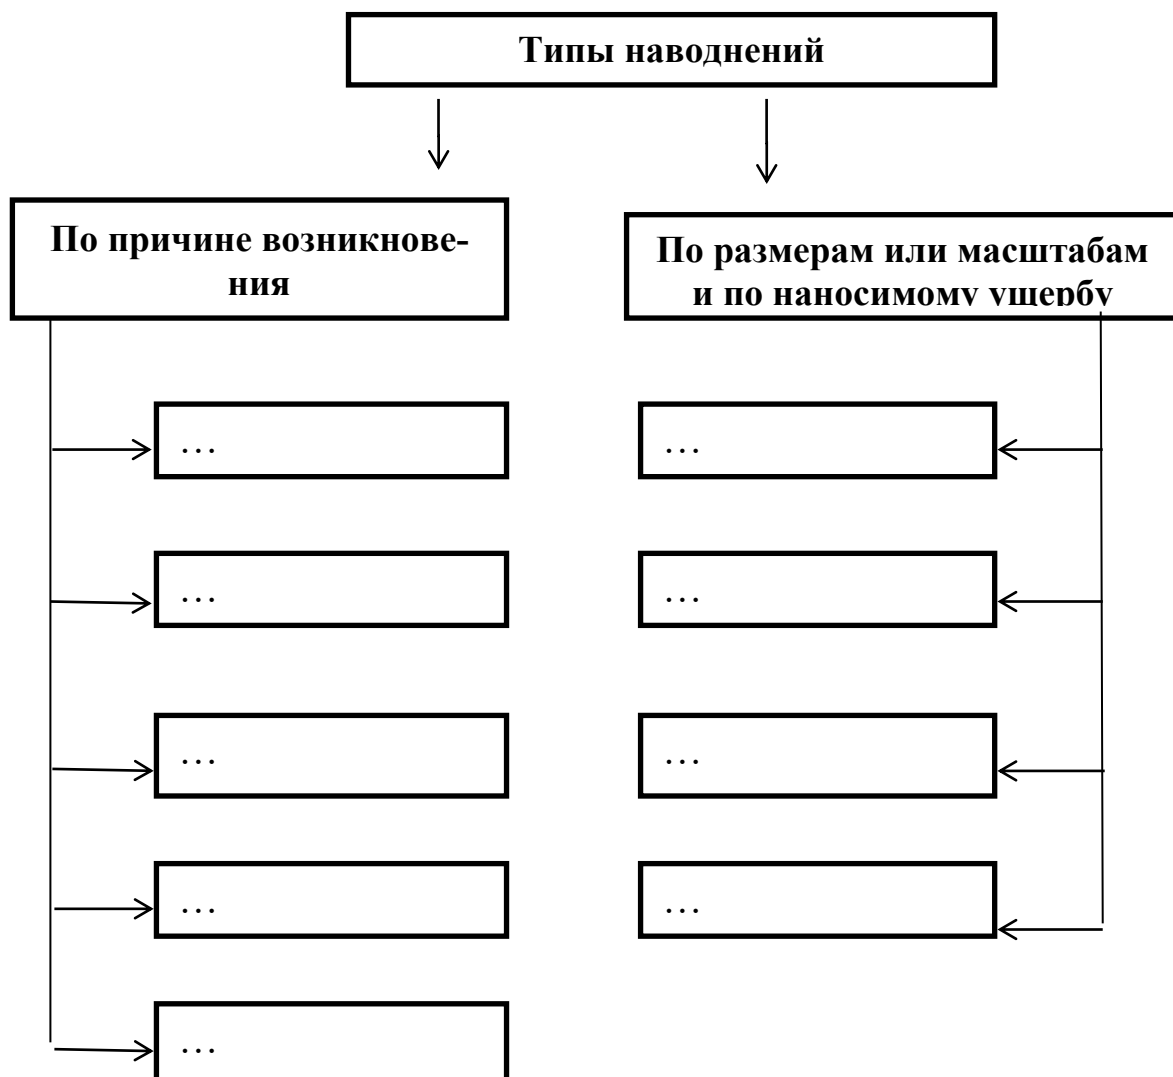 Типы наводнений
По причине возникнове-
ния
По размерам или масштабам
и по наносимому ущербу
…
…
…
…
…
…
…
…
…